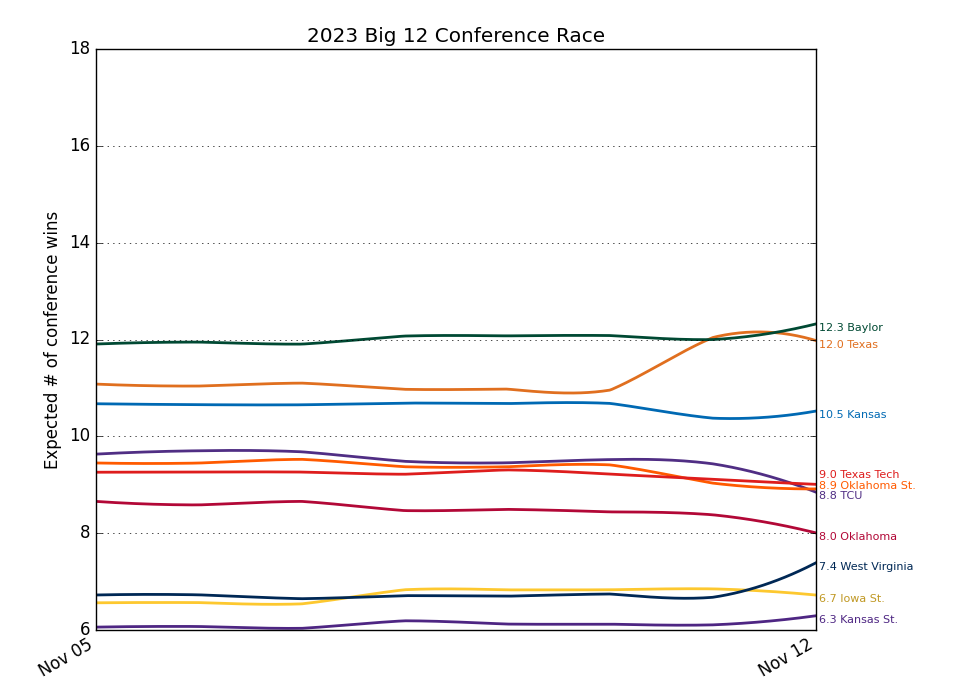 2023 Big 12 Conference Race
Expected # of conference wins
18
16
14
12
10
8
6
12.3 Baylor
12.0 Texas
10.5 Kansas
9.0 Texas Tech
8.9 Oklahoma St.
8.8 TCU
8.0 Oklahoma
7.4 West Virginia
6.7 Iowa St.
6.3 Kansas St.
Nov 05
Nov 12